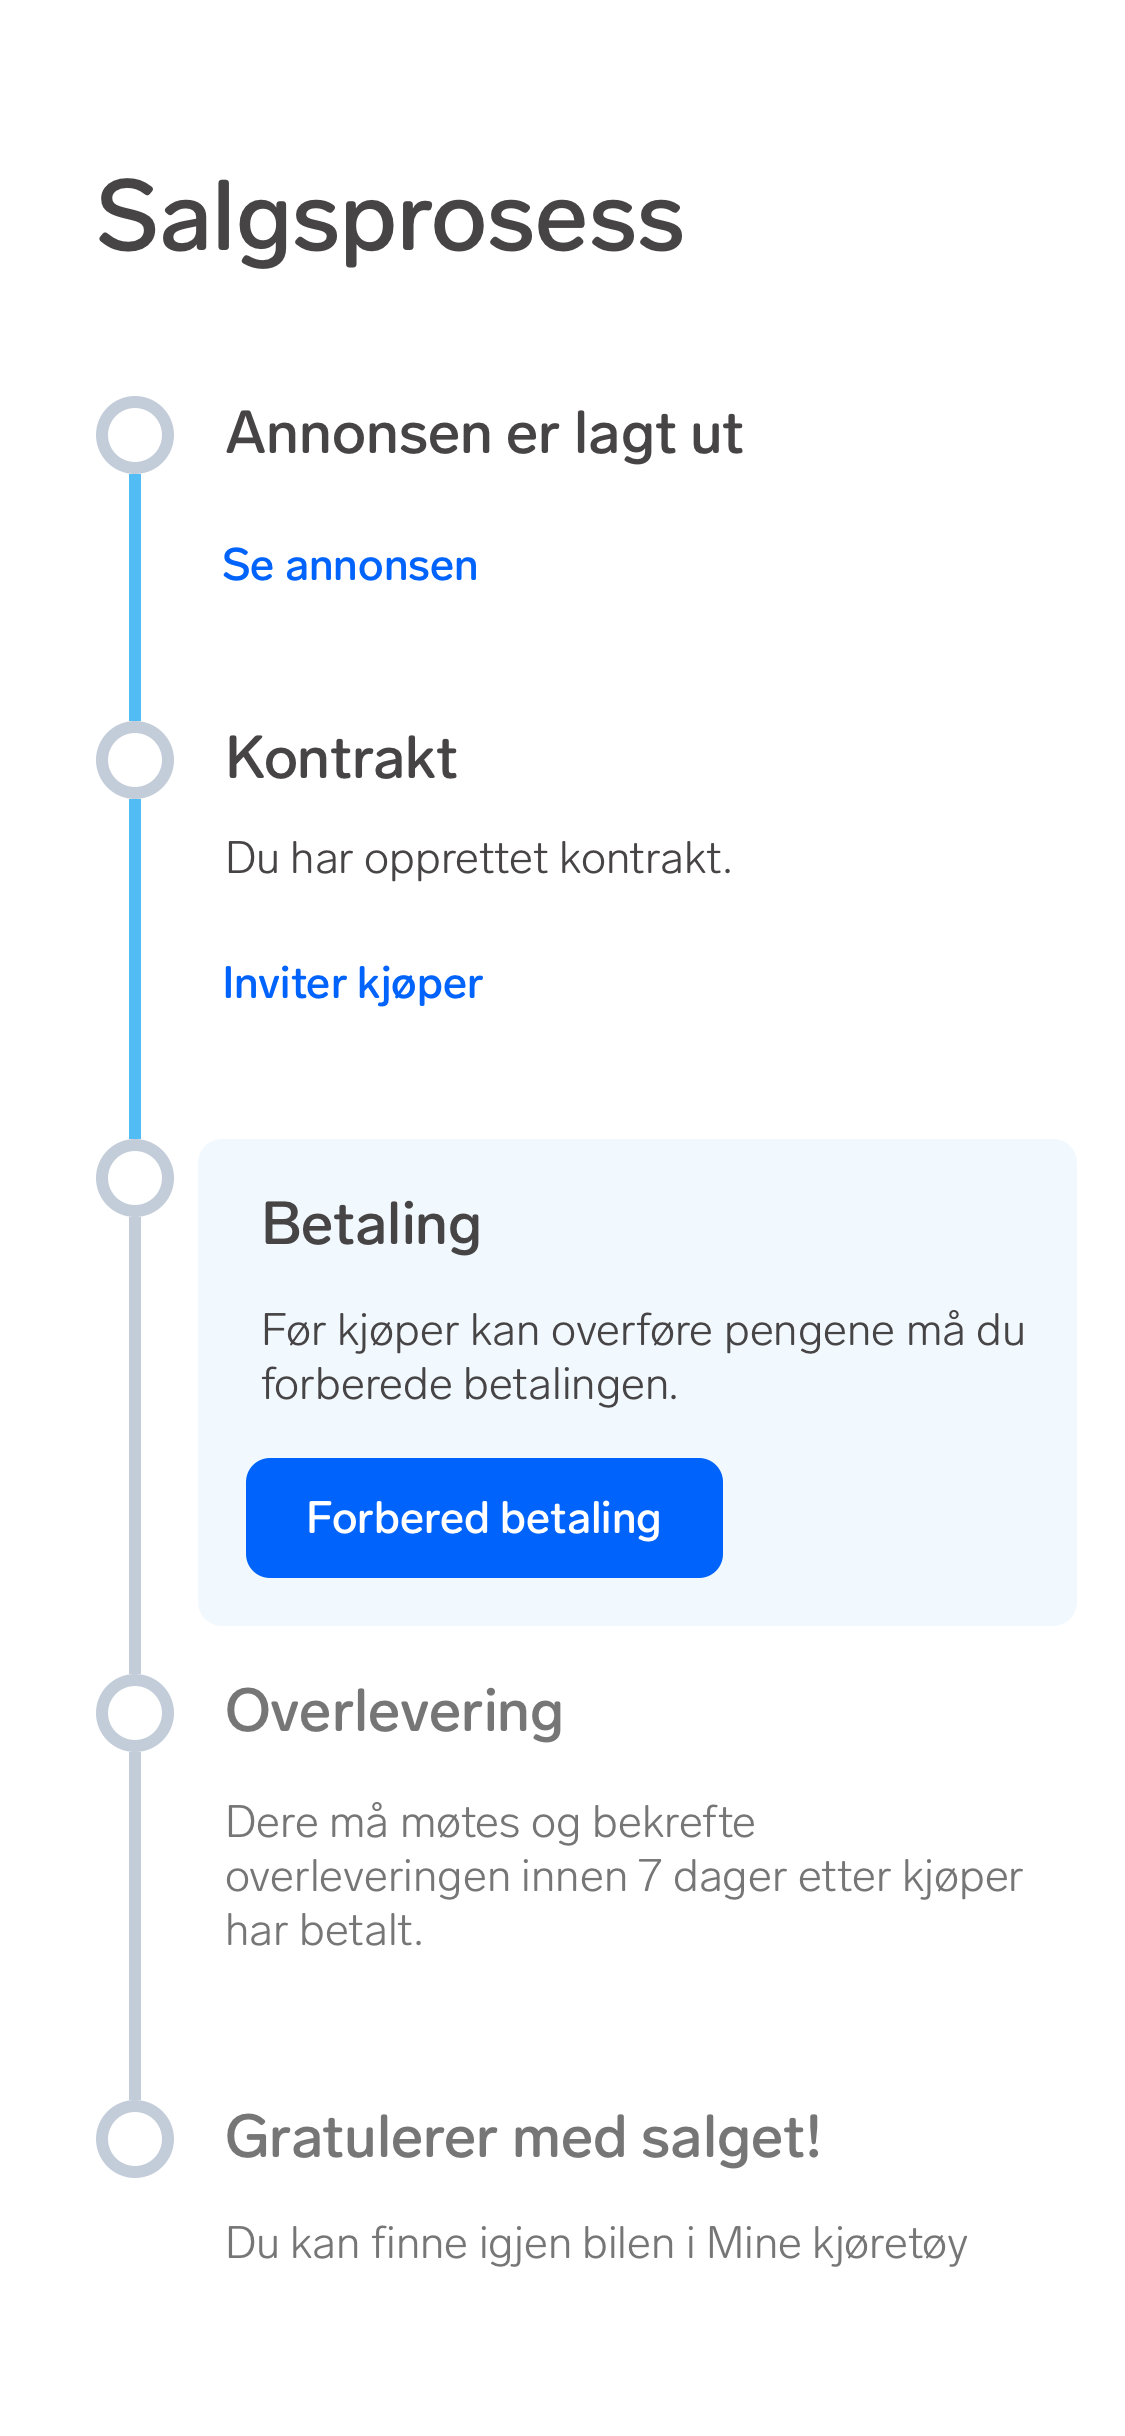 Salgsprosess
Annonsen er lagt ut
Se annonsen
Kontrakt
Du har opprettet kontrakt.
Inviter kjøper
Betaling
Før kjøper kan overføre pengene må du
forberede betalingen.
Forbered betaling
Overlevering
Dere må møtes og bekrefte
overleveringen innen 7 dager etter kjøper
har betalt.
Gratulerer med salget!
Du kan finne igjen bilen i Mine kjøretøy